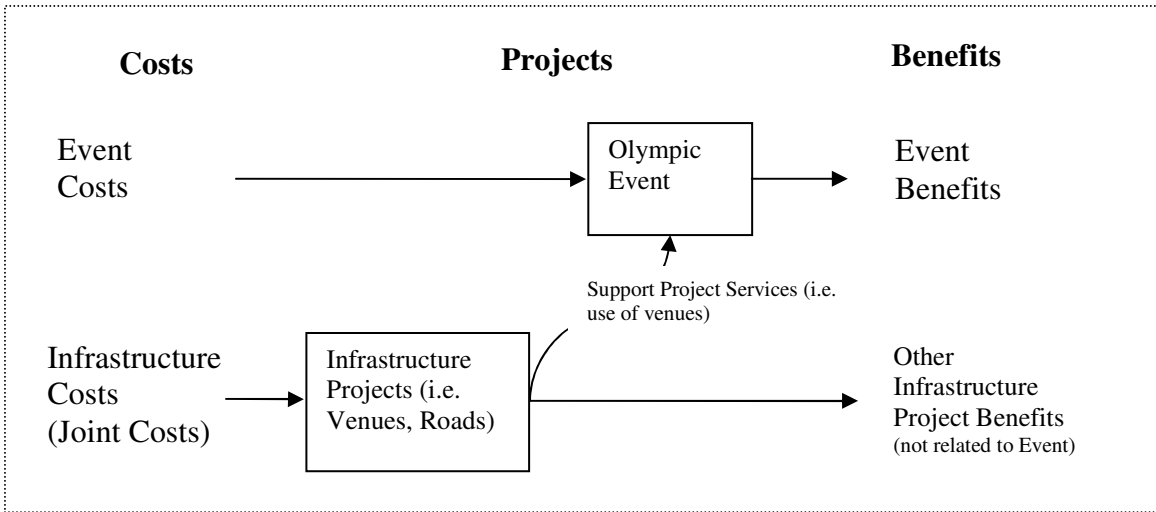 Costs
Projects
Benefits
Event
Costs
Olympic
Event
Event
Benefits
Support Project Services (i.e.
use of venues)
Infrastructure
Costs
(Joint Costs)
Infrastructure
Projects (i.e.
Venues, Roads)
Other
Infrastructure
Project Benefits
(not related to Event)